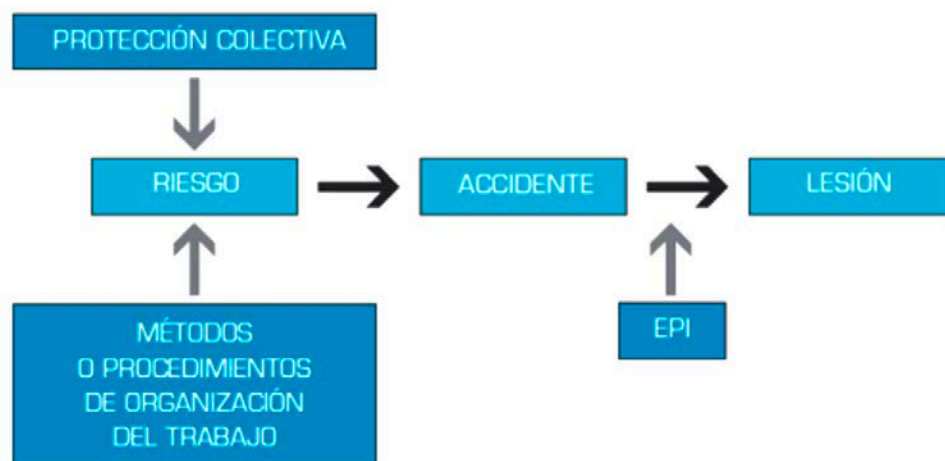 PROTECCIÓN COLECTIVA
RIESGO
ACCIDENTE
LESIÓN
MÉTODOS
O PROCEDIMIENTOS
DE ORGANIZACIÓN
DEL TRABAJO
EPI